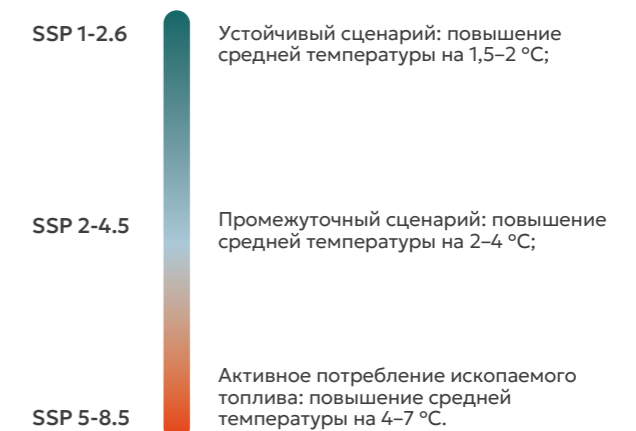 SSP 1-2.6
Устойчивый сценарий: повышение
средней температуры на 1,5–2 °C;
SSP 2-4.5
Промежуточный сценарий: повышение
средней температуры на 2–4 °C;
SSP 5-8.5
Активное потребление ископаемого
топлива: повышение средней
температуры на 4–7 °C.